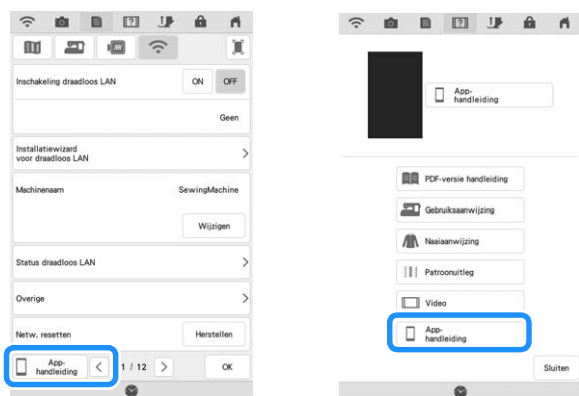 Inschakeling draadloos LAN ON OFF
Geen
Installatiewizard
voor draadloos LAN
Machinenaam SewingMachine
Wijzigen
Status draadloos LAN
Overige
Netw. resetten Herstellen
App-
handleiding 1 / 12 OK
App-
handleiding
PDF-versie handleiding
Gebruiksaanwijzing
Naaiaanwijzing
Patroonuitleg
Video
App-
handleiding
Sluiten